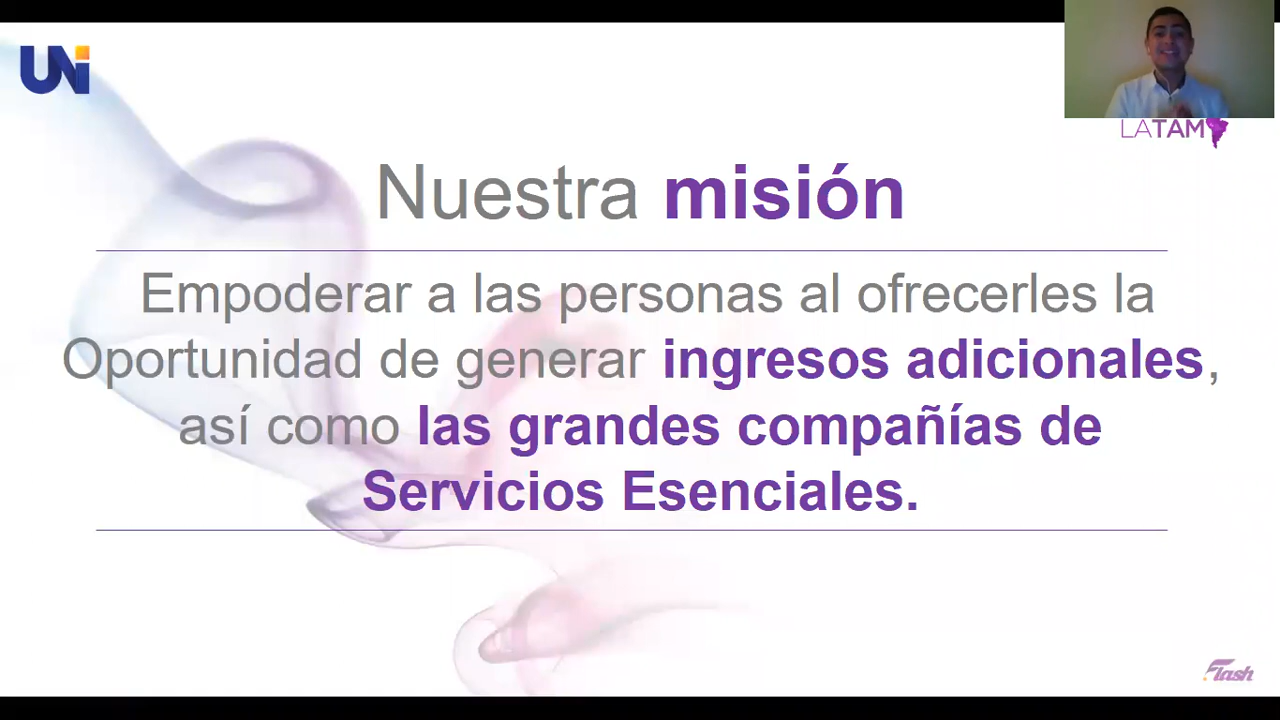 UNi
LATAM
Nuestra misión
Empoderar a las personas al ofrecerles la
Oportunidad de generar ingresos adicionales,
así como las grandes compañías de
Servicios Esenciales.
Flash